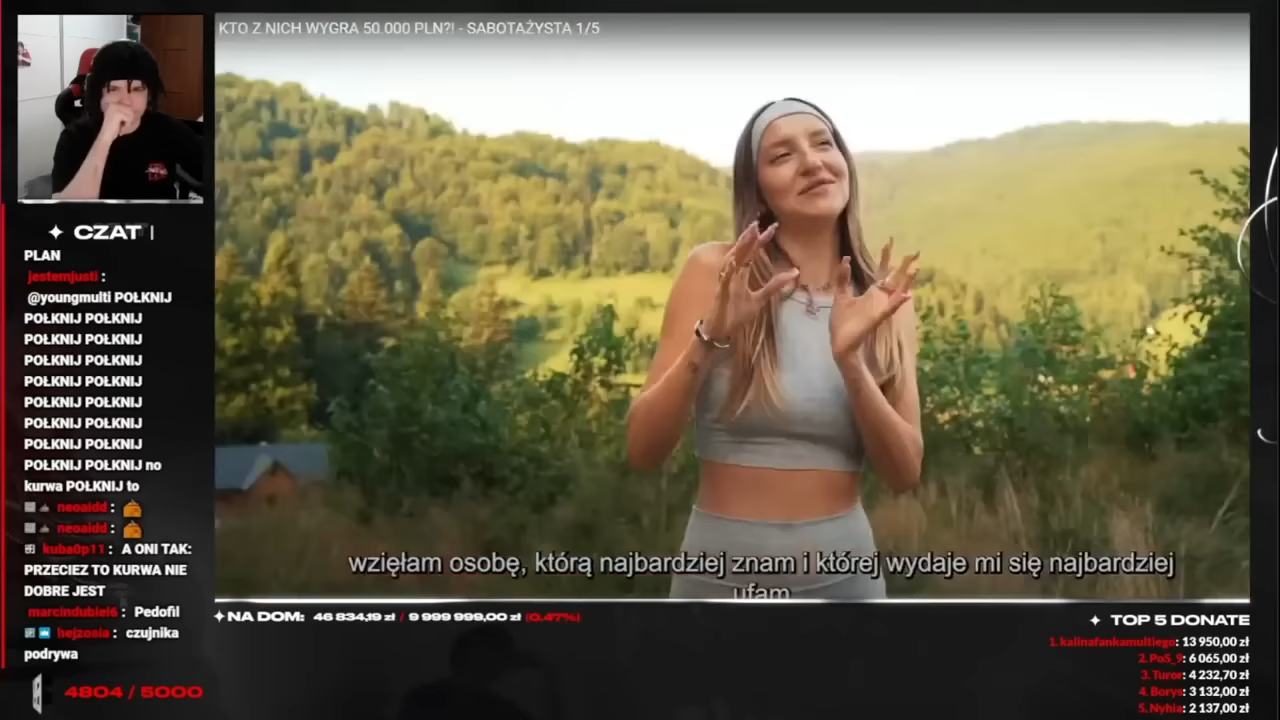 KTO Z NICH WYGRA 50.000 PLN?! - SABOTAŻYSTA 1/5
CZAT
PLAN
jestemjusti :
@youngmulti POŁKNIJ
POŁKNIJ POŁKNIJ
POŁKNIJ POŁKNIJ
POŁKNIJ POŁKNIJ
POŁKNIJ POŁKNIJ
POŁKNIJ POŁKNIJ
POŁKNIJ POŁKNIJ
POŁKNIJ POŁKNIJ
POŁKNIJ POŁKNIJ no
kurwa POŁKNIJ to
neoaidd :
neoaidd :
kuba0p11 : A ONI TAK:
PRZECIEZ TO KURWA NIE
DOBRE JEST
marcindubiel6 : Pedofil
hejzosia : czujnika
podrywa
4804 / 5000
wzięłam osobę, którą najbardziej znam i której wydaje mi się najbardziej
ufam
NA DOM: 46 834,19 zł / 9 999 999,00 zł (0.47%)
TOP 5 DONATE
1. kalinafankamultiego: 13 950,00 zł
2. Po5_9: 6 065,00 zł
3. Turor: 4 232,70 zł
4. Borys: 3 132,00 zł
5. Nyhia: 2 137,00 zł